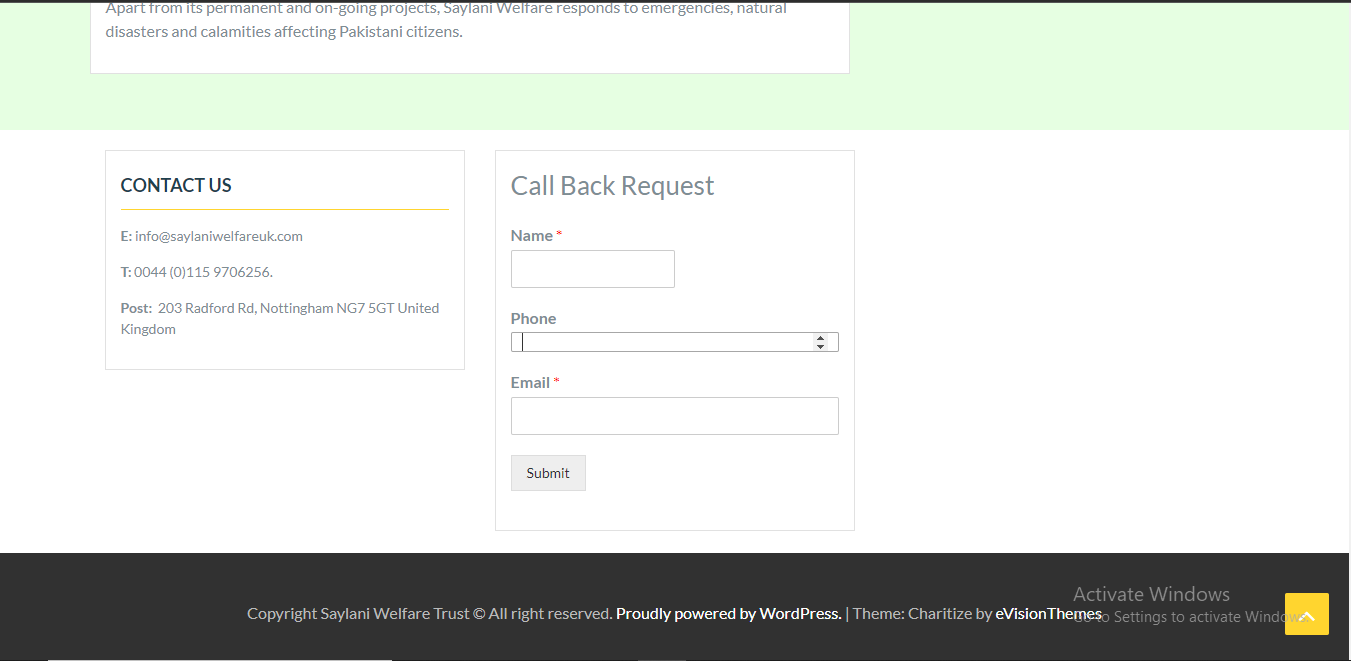 Apart from its permanent and on-going projects, Saylani Welfare responds to emergencies, natural
disasters and calamities affecting Pakistani citizens.
CONTACT US
E: info@saylaniwelfareuk.com
T: 0044 (0)115 9706256.
Post:  203 Radford Rd, Nottingham NG7 5GT United
Kingdom
Call Back Request
Name *
Phone
Email *
Submit
Copyright Saylani Welfare Trust © All right reserved. Proudly powered by WordPress. | Theme: Charitize by eVisionThemes
Activate Windows
Go to Settings to activate Windows.